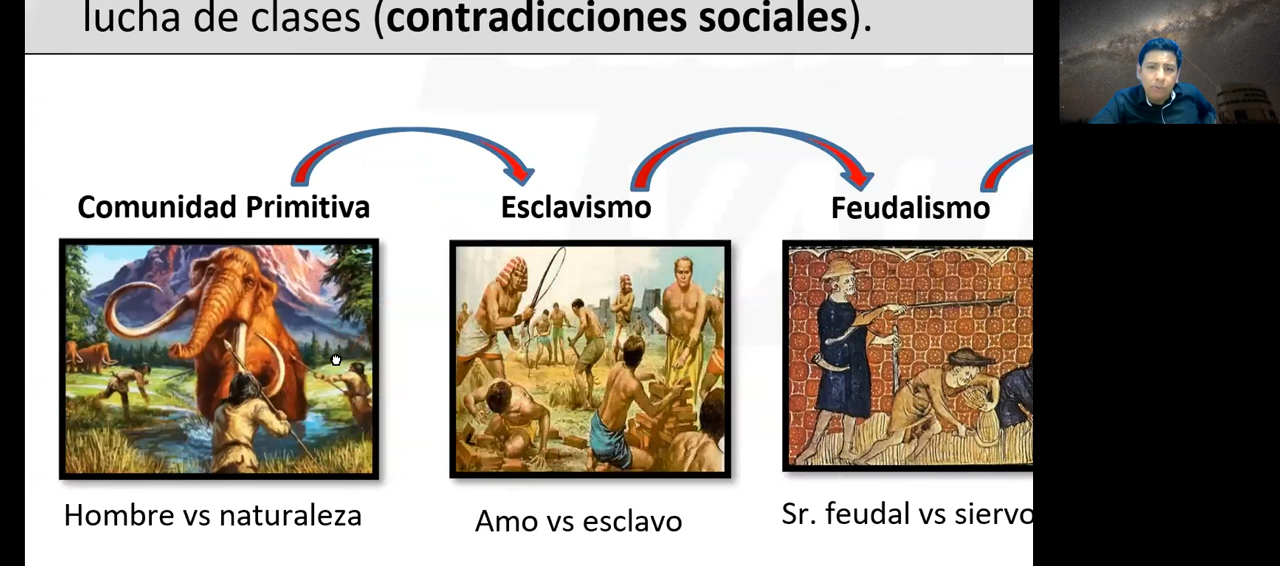 lucha de clases (contradicciones sociales).
Comunidad Primitiva
Esclavismo
Feudalismo
Hombre vs naturaleza
Amo vs esclavo
Sr. feudal vs siervo